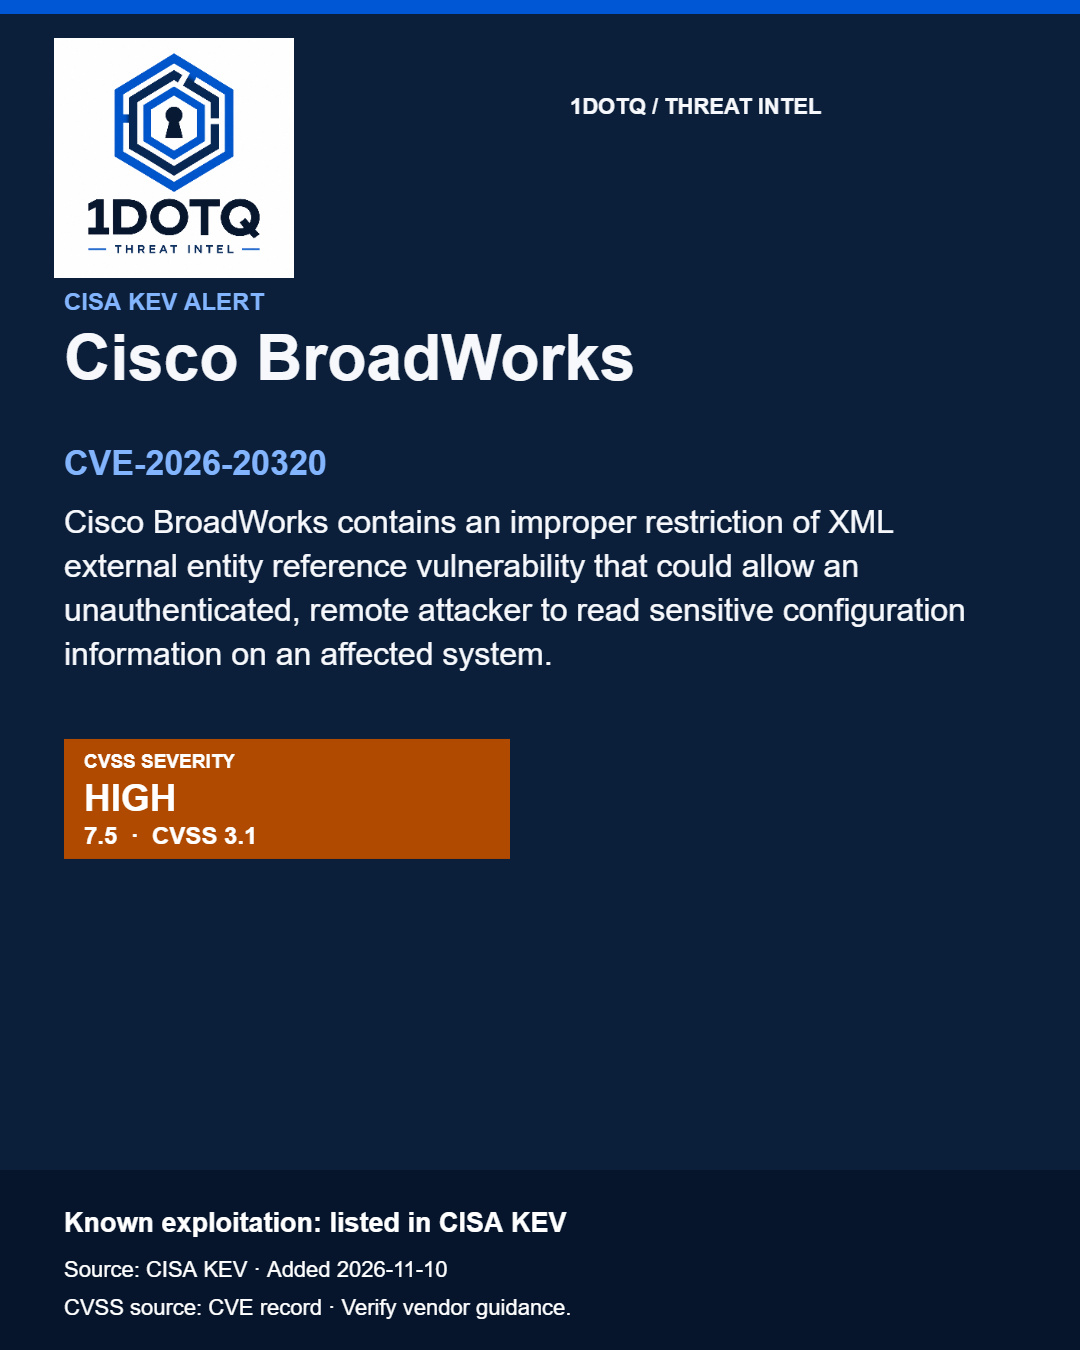 1DOTQ
THREAT INTEL
1DOTQ / THREAT INTEL
CISA KEV ALERT
Cisco BroadWorks
CVE-2026-20320
Cisco BroadWorks contains an improper restriction of XML
external entity reference vulnerability that could allow an
unauthenticated, remote attacker to read sensitive configuration
information on an affected system.
CVSS SEVERITY
HIGH
7.5 · CVSS 3.1
Known exploitation: listed in CISA KEV
Source: CISA KEV · Added 2026-11-10
CVSS source: CVE record · Verify vendor guidance.